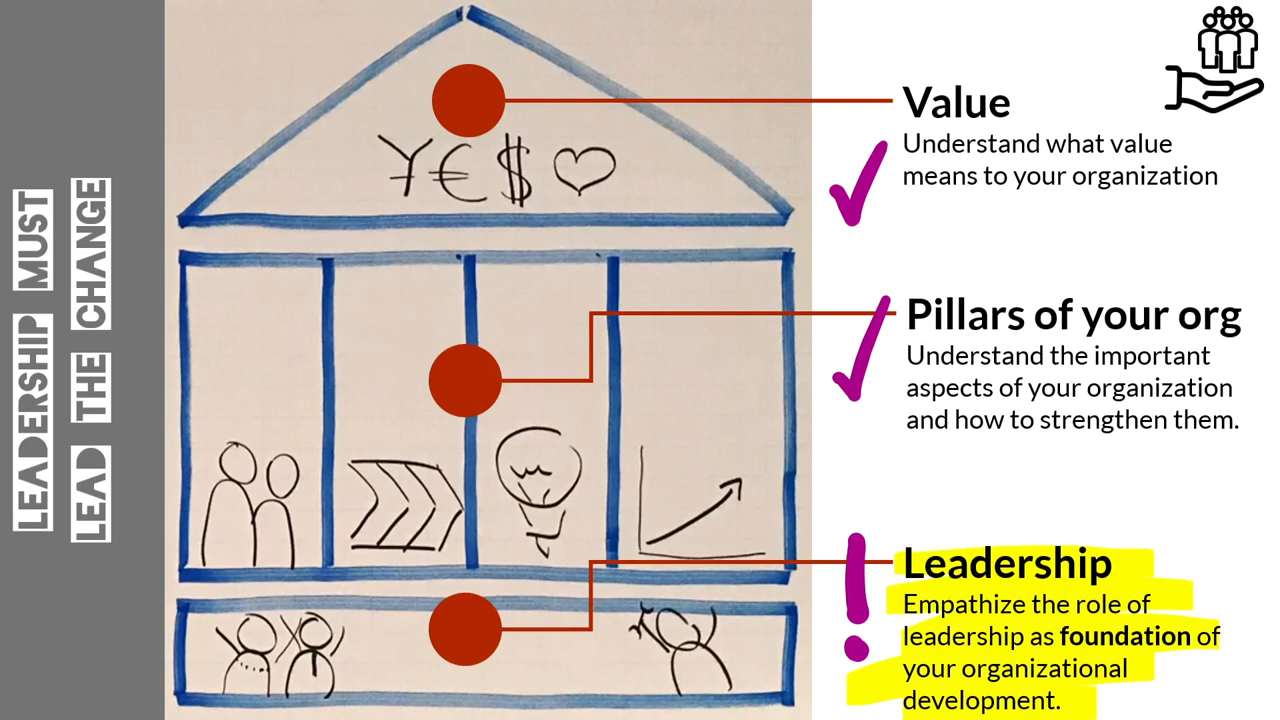 LEADERSHIP MUST
LEAD THE CHANGE
¥ € $ ♡
Value
Understand what value
means to your organization
Pillars of your org
Understand the important
aspects of your organization
and how to strengthen them.
Leadership
Empathize the role of
leadership as foundation of
your organizational
development.